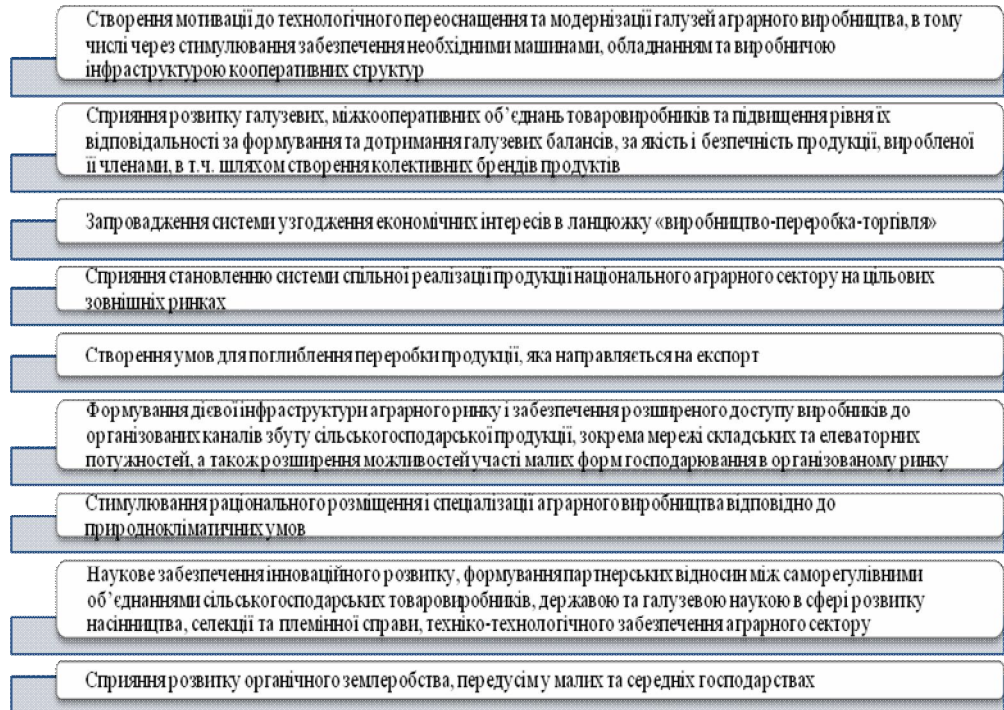 Створення мотивації до технологічного переоснащення та модернізації галузей аграрного виробництва, в тому
числі через стимулювання забезпечення необхідними машинами, обладнанням та виробничою
інфраструктурою кооперативних структур
Сприяння розвитку галузевих, міжкооперативних об’єднань товаровиробників та підвищення рівня їх
відповідальності за формування та дотримання галузевих балансів, за якість і безпечність продукції, виробленої
її членами, в т.ч. шляхом створення колективних брендів продуктів
Запровадження системи узгодження економічних інтересів в ланцюжку «виробництво-переробка-торгівля»
Сприяння становленню системи спільної реалізації продукції національного аграрного сектору на цільових
зовнішніх ринках
Створення умов для поглиблення переробки продукції, яка направляється на експорт
Формування дієвої інфраструктури аграрного ринку і забезпечення розширеного доступу виробників до
організованих каналів збуту сільськогосподарської продукції, зокрема мережі складських та елеваторних
потужностей, а також розширення можливостей участі малих форм господарювання в організованому ринку
Стимулювання раціонального розміщення і спеціалізації аграрного виробництва відповідно до
природнокліматичних умов
Наукове забезпечення інноваційного розвитку, формування партнерських відносин між саморегулівними
об’єднаннями сільськогосподарських товаровиробників, державою та галузевою наукою в сфері розвитку
насінництва, селекції та племінної справи, техніко-технологічного забезпечення аграрного сектору
Сприяння розвитку органічного землеробства, передусім у малих та середніх господарствах